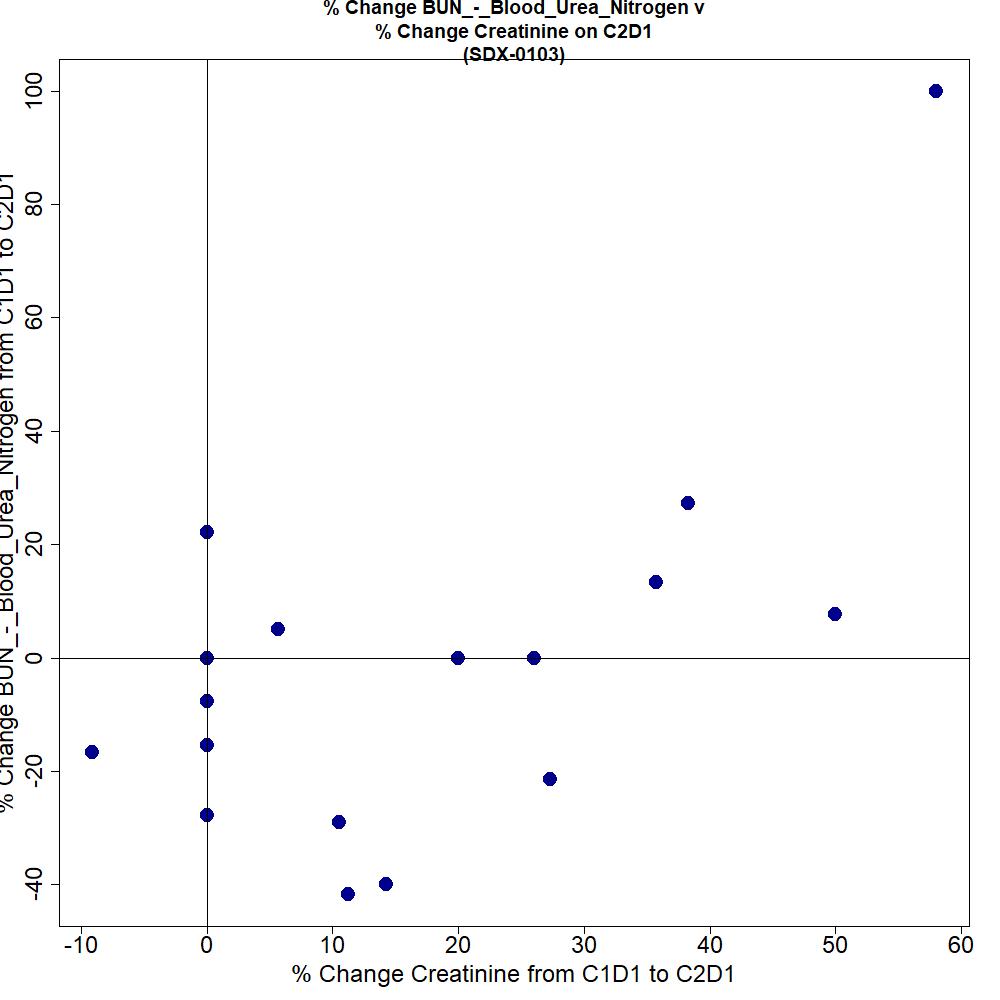 % Change BUN_-_Blood_Urea_Nitrogen v
% Change Creatinine on C2D1
(SDX-0103)
% Change BUN_-_Blood_Urea_Nitrogen from C1D1 to C2D1
100
80
60
40
20
0
-20
-40
-10 0 10 20 30 40 50 60
% Change Creatinine from C1D1 to C2D1